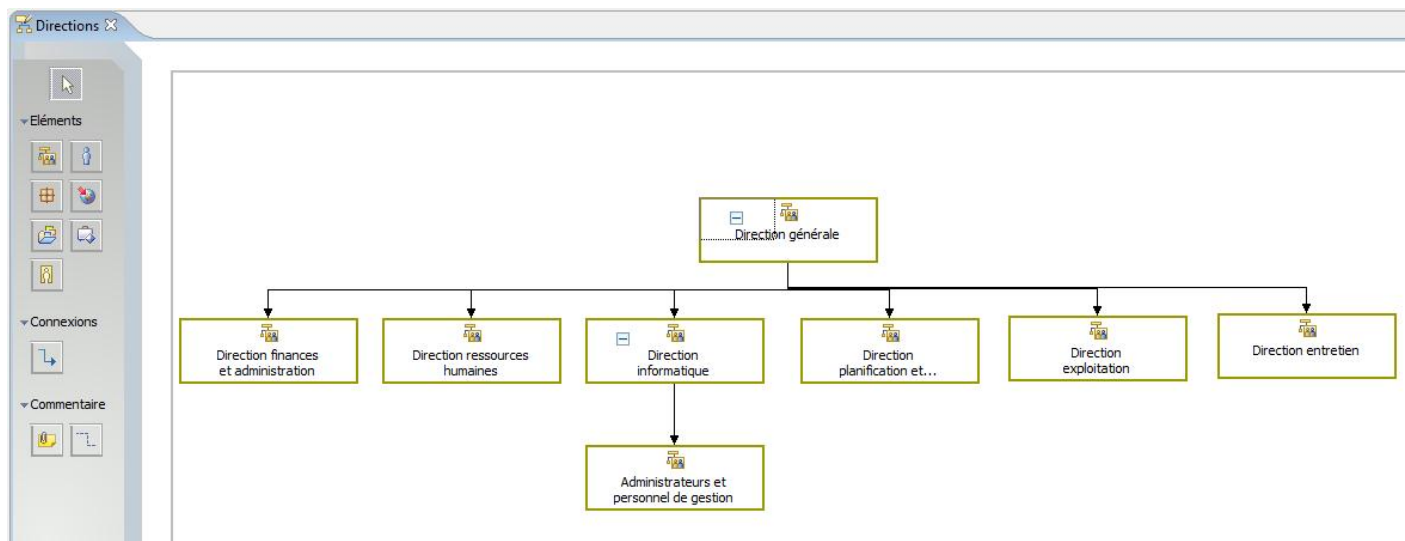 Directions
Eléments
Connexions
Commentaire
Direction générale
Direction finances
et administration
Direction ressources
humaines
Direction
informatique
Direction
planification et...
Direction
exploitation
Direction entretien
Administrateurs et
personnel de gestion